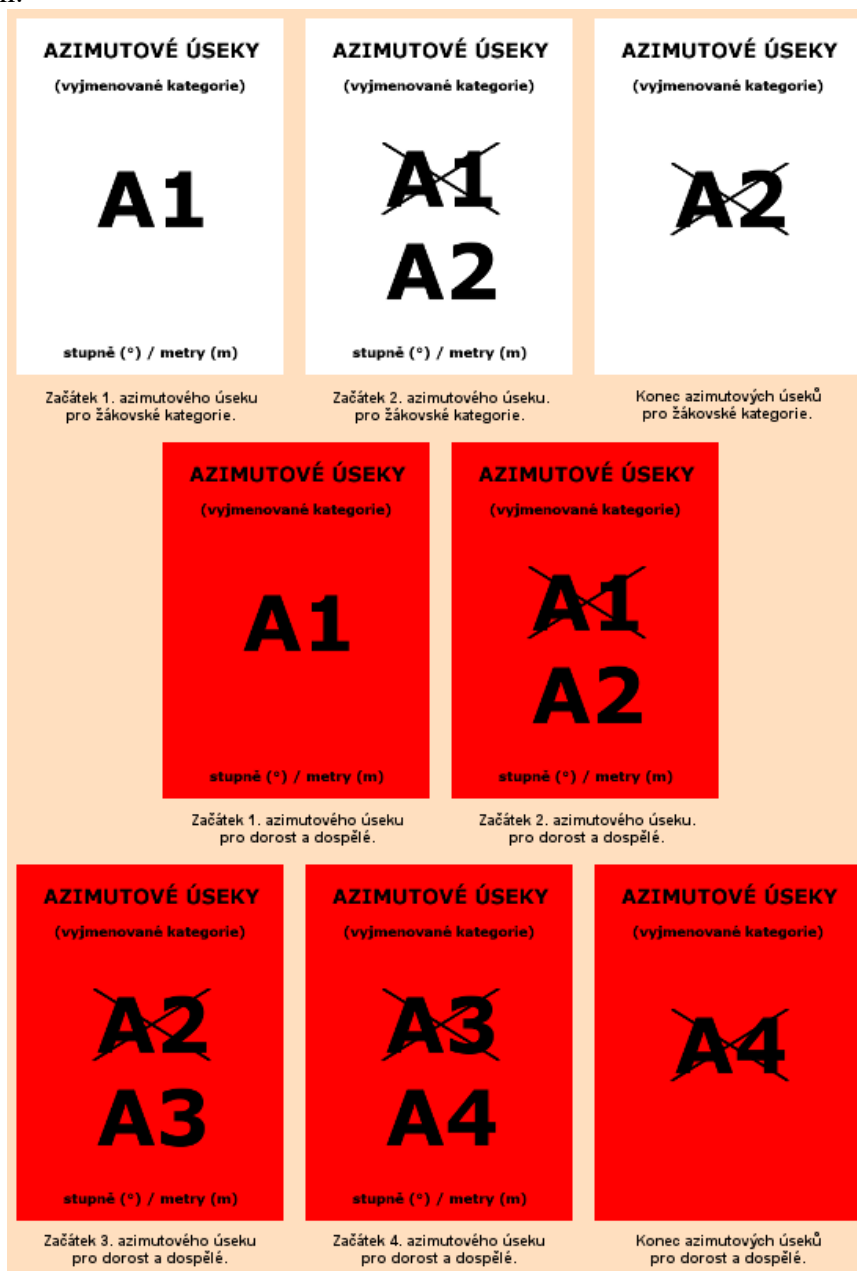 AZIMUTOVÉ ÚSEKY
(vyjmenované kategorie)
A1
stupně (°) / metry (m)
Začátek 1. azimutového úseku
pro žákovské kategorie.
AZIMUTOVÉ ÚSEKY
(vyjmenované kategorie)
A1
A2
stupně (°) / metry (m)
Začátek 2. azimutového úseku.
pro žákovské kategorie.
AZIMUTOVÉ ÚSEKY
(vyjmenované kategorie)
A2
Konec azimutových úseků
pro žákovské kategorie.
AZIMUTOVÉ ÚSEKY
(vyjmenované kategorie)
A1
stupně (°) / metry (m)
Začátek 1. azimutového úseku
pro dorost a dospělé.
AZIMUTOVÉ ÚSEKY
(vyjmenované kategorie)
A1
A2
stupně (°) / metry (m)
Začátek 2. azimutového úseku.
pro dorost a dospělé.
AZIMUTOVÉ ÚSEKY
(vyjmenované kategorie)
A2
A3
stupně (°) / metry (m)
Začátek 3. azimutového úseku
pro dorost a dospělé.
AZIMUTOVÉ ÚSEKY
(vyjmenované kategorie)
A3
A4
stupně (°) / metry (m)
Začátek 4. azimutového úseku
pro dorost a dospělé.
AZIMUTOVÉ ÚSEKY
(vyjmenované kategorie)
A4
Konec azimutových úseků
pro dorost a dospělé.